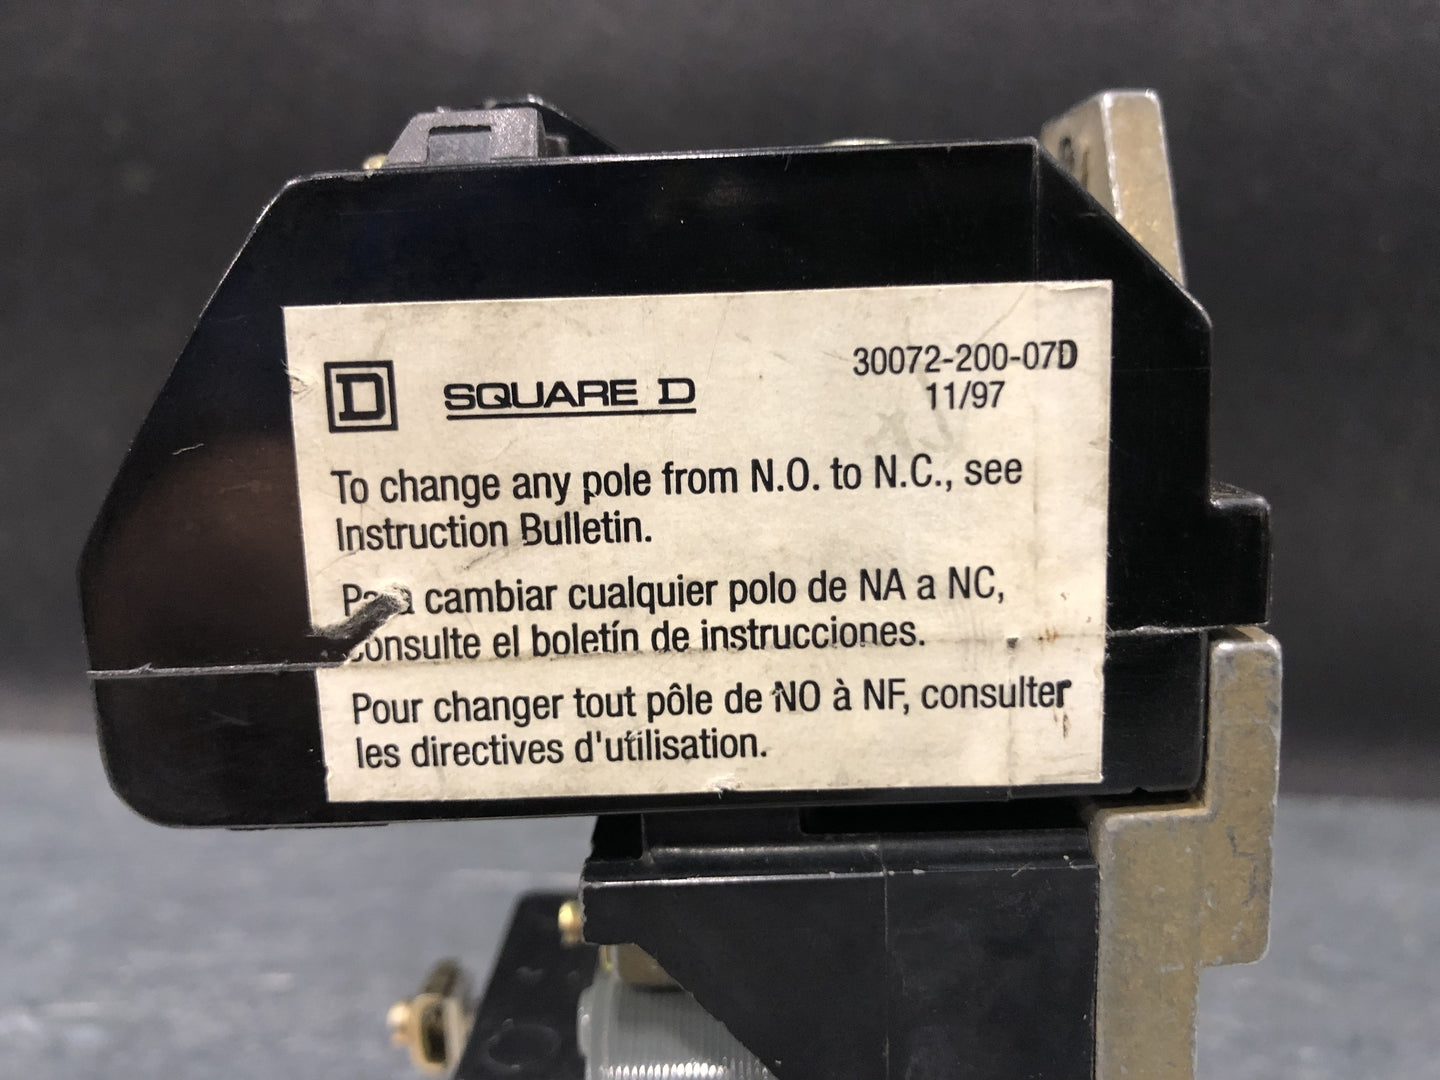 D SQUARE D
30072-200-07D
11/97
To change any pole from N.O. to N.C., see
Instruction Bulletin.
Para cambiar cualquier polo de NA a NC,
consulte el boletín de instrucciones.
Pour changer tout pôle de NO à NF, consulter
les directives d'utilisation.